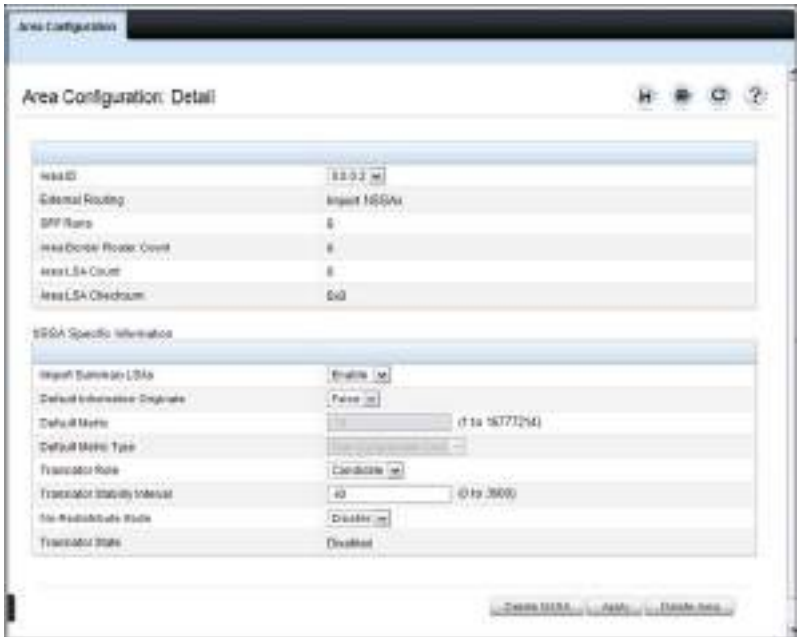 Area Configuration
Area Configuration: Detail
Area ID 0.0.0.2
External Routing Import NSSAs
SPF Runs 0
Area Border Router Count 0
Area LSA Count 0
Area LSA Checksum 0x0
NSSA Specific Information
Import Summary LSAs Enable
Default Information Originate False
Default Metric (1 to 16777214)
Default Metric Type
Translator Role Candidate
Translator Stability Interval 40 (0 to 3600)
No-Redistribute Mode Disable
Translator State Disabled
Delete NSSA Apply Delete Area